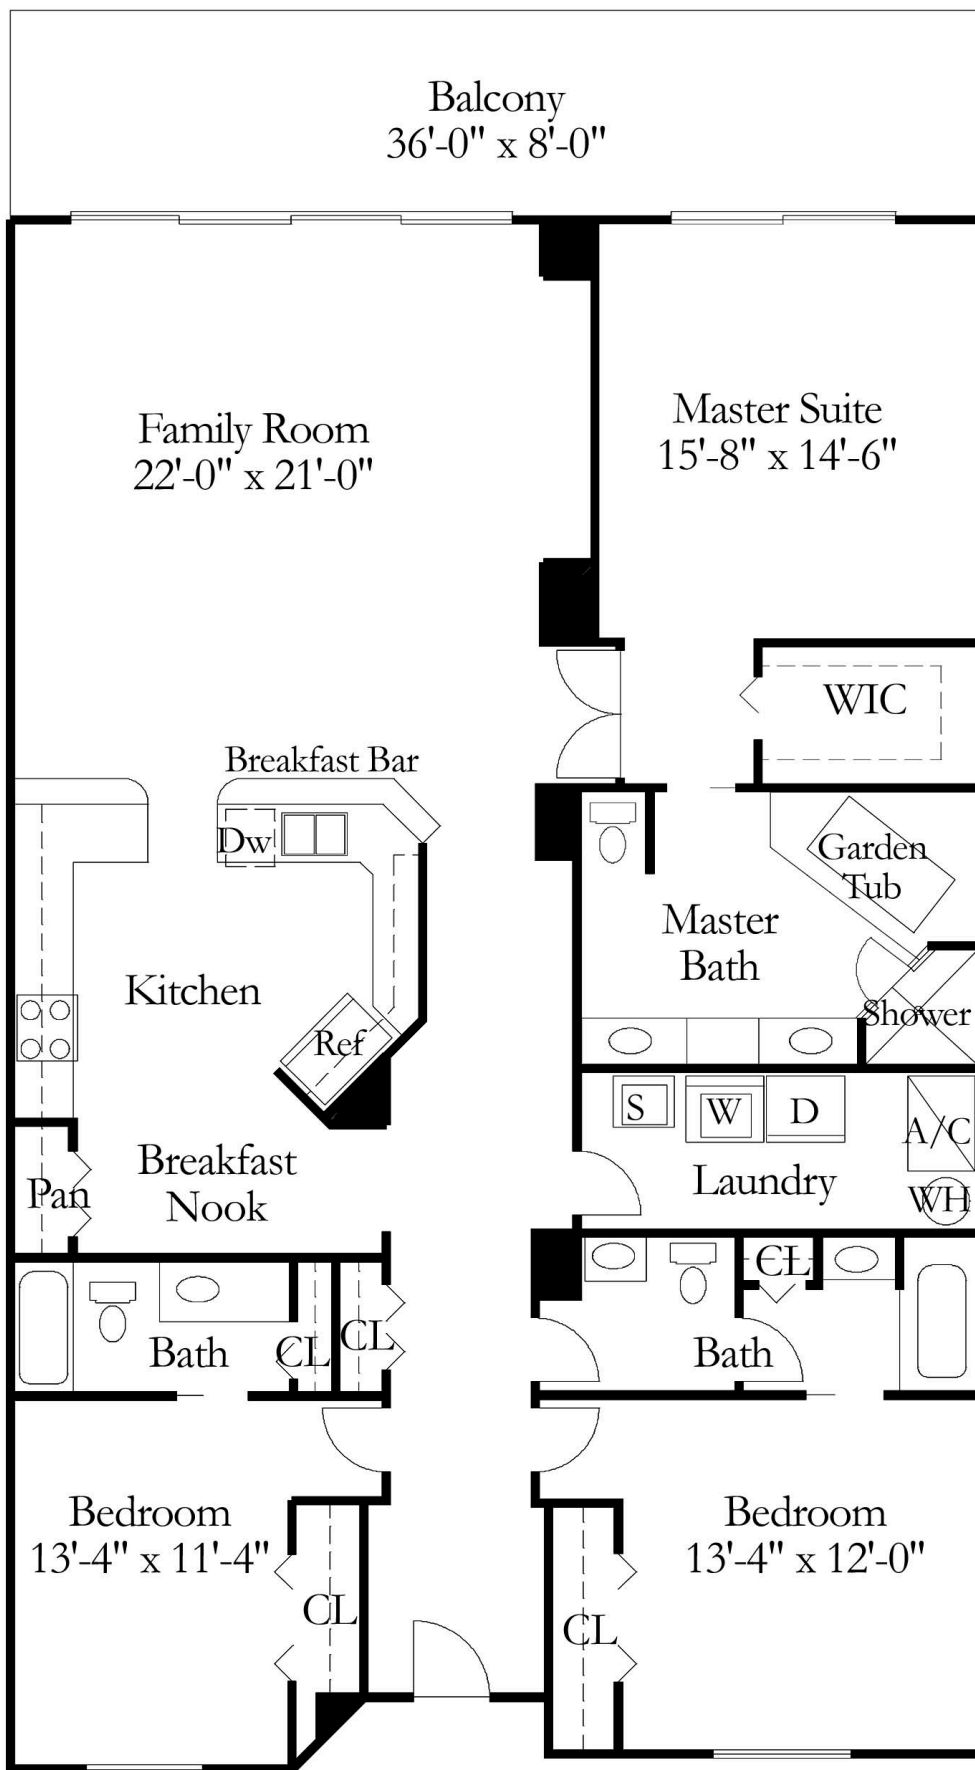 Balcony
36'-0" x 8'-0"
Family Room
22'-0" x 21'-0"
Master Suite
15'-8" x 14'-6"
WIC
Breakfast Bar
Dw
Garden
Tub
Master
Bath
Kitchen
Ref
Shower
S
W
D
A/C
Breakfast
Nook
Pan
Laundry
WH
Bath
CL
CL
Bath
CL
Bedroom
13'-4" x 11'-4"
CL
Bedroom
13'-4" x 12'-0"
CL